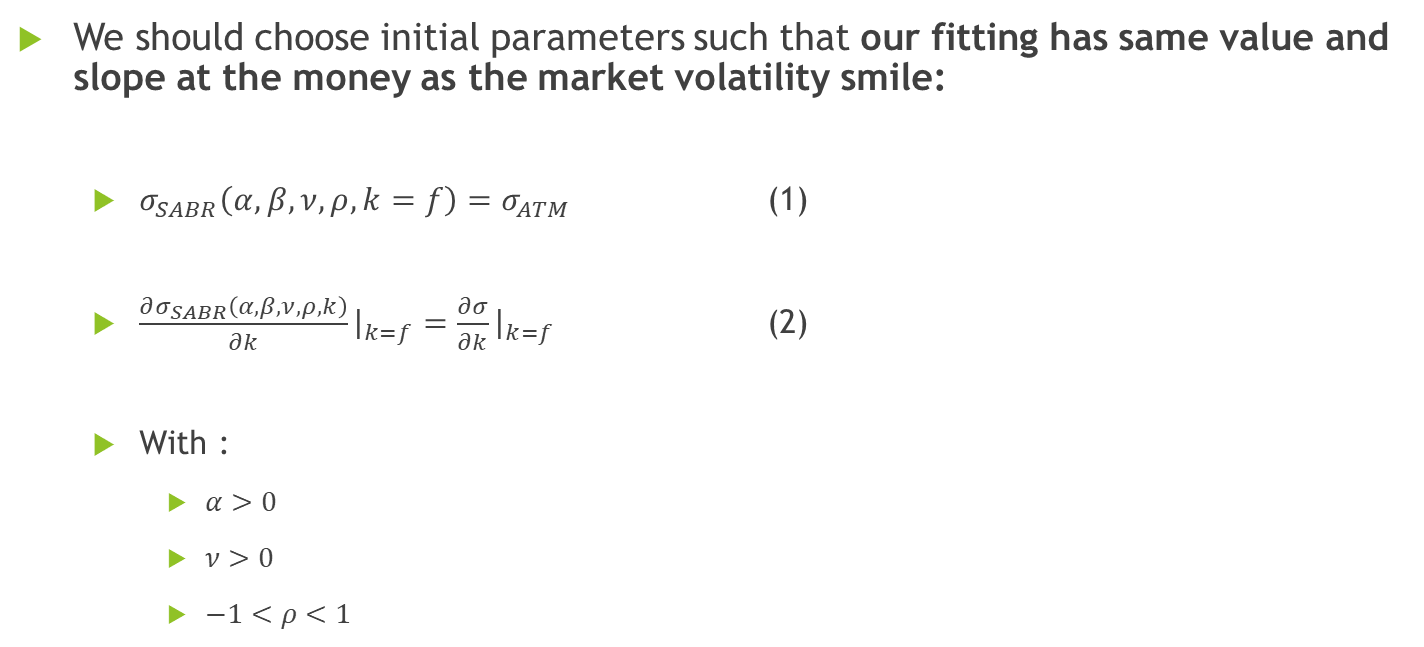 We should choose initial parameters such that our fitting has same value and
slope at the money as the market volatility smile:
σ_SABR(α, β, ν, ρ, k = f) = σ_ATM (1)
∂σ_SABR(α,β,ν,ρ,k)/∂k |k=f = ∂σ/∂k |k=f (2)
With :
α > 0
ν > 0
−1 < ρ < 1